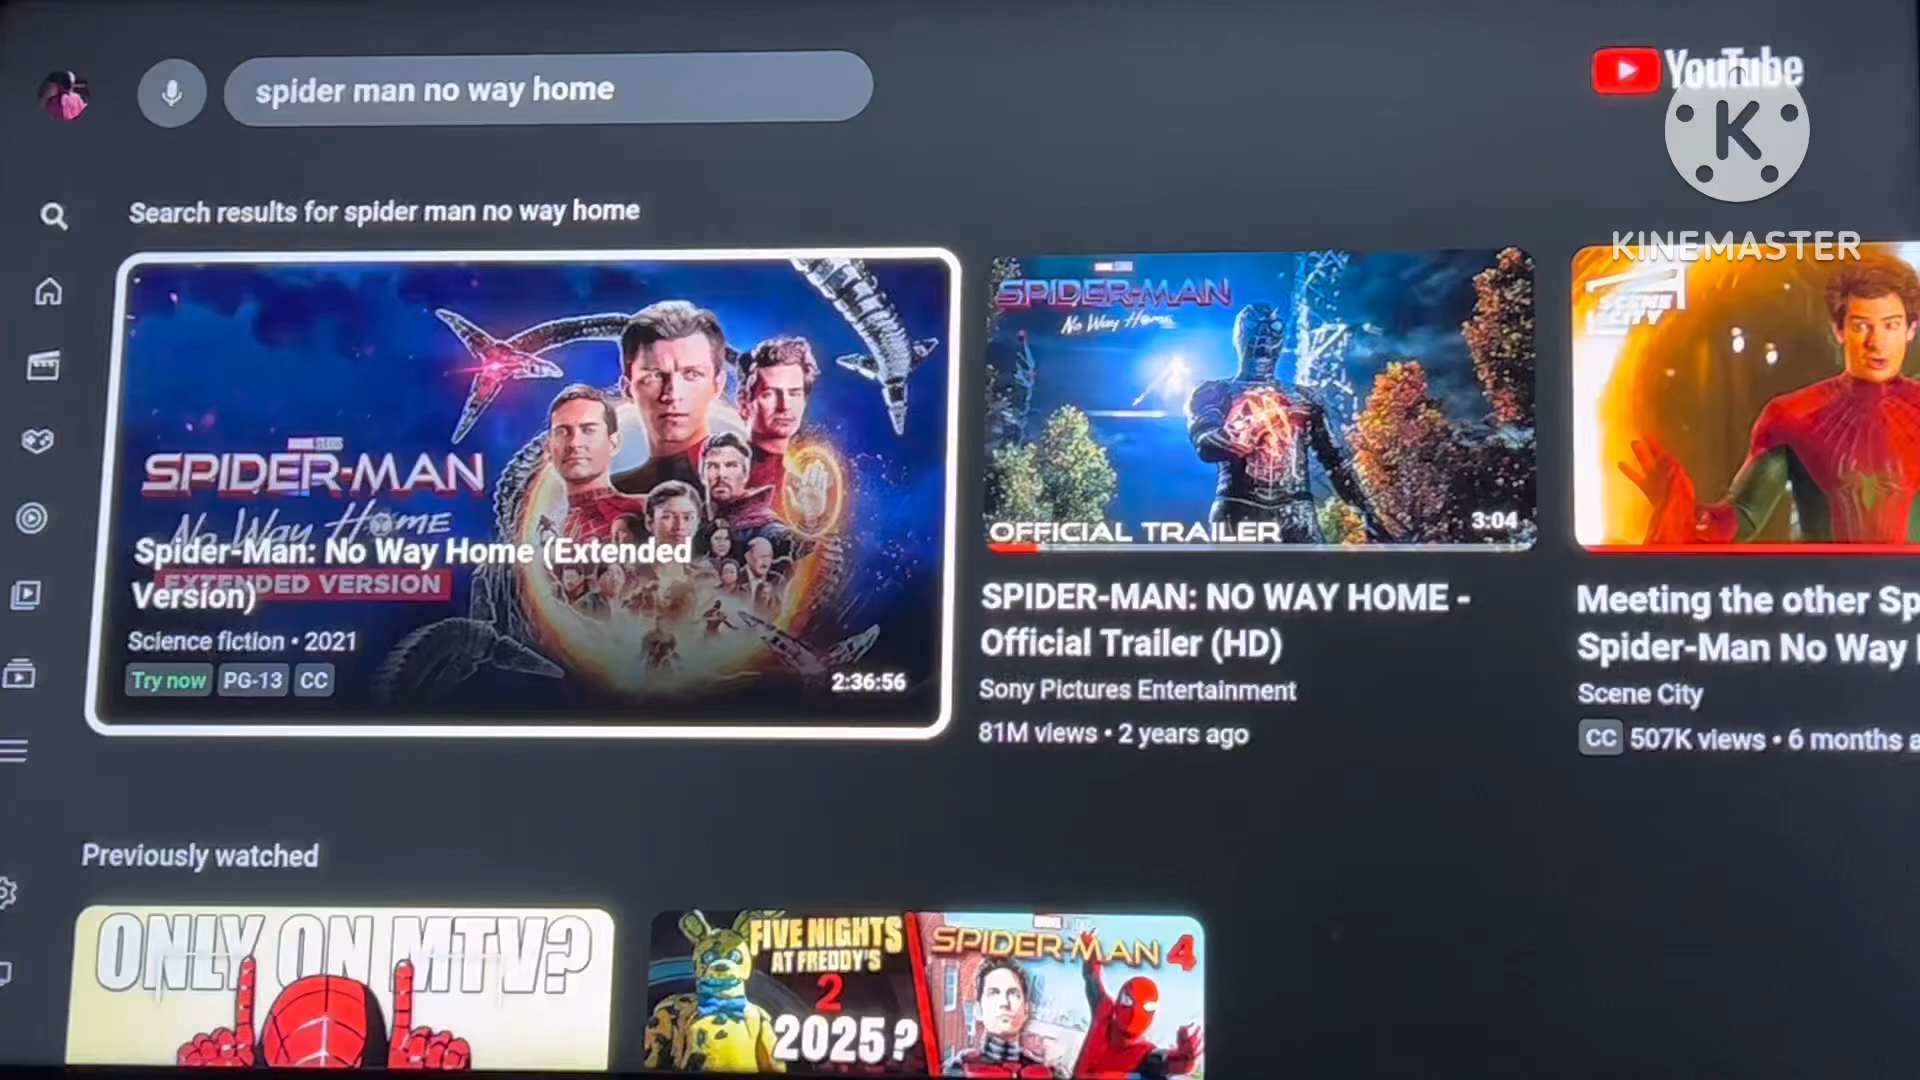 spider man no way home
YouTube
K
KINEMASTER
Search results for spider man no way home
MARVEL STUDIOS
SPIDER-MAN
No Way Home
EXTENDED VERSION
Spider-Man: No Way Home (Extended
Version)
Science fiction • 2021
Try now PG-13 CC
2:36:56
SPIDER-MAN
No Way Home
OFFICIAL TRAILER
3:04
SPIDER-MAN: NO WAY HOME -
Official Trailer (HD)
Sony Pictures Entertainment
81M views • 2 years ago
SCENE
CITY
Meeting the other Sp
Spider-Man No Way
Scene City
CC 507K views • 6 months a
Previously watched
ONLY ON MTV?
FIVE NIGHTS
AT FREDDY'S
2
2025?
SPIDER-MAN 4